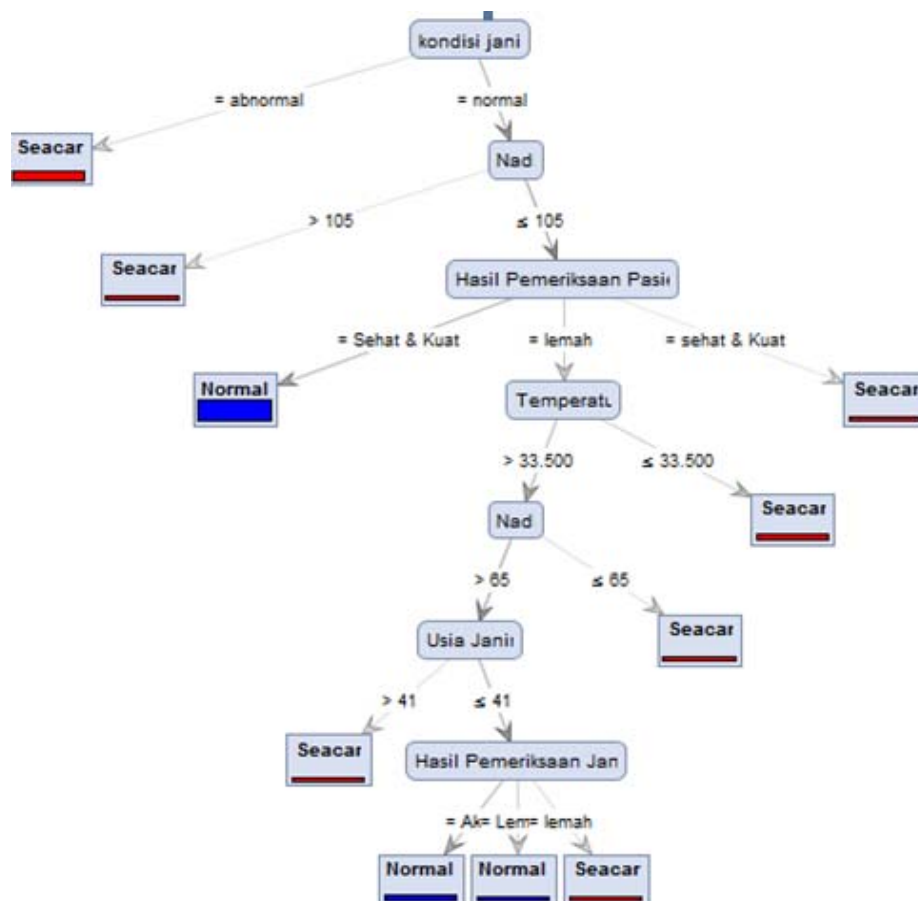 kondisi jani
= abnormal
= normal
Seacar
Nad
> 105
≤ 105
Seacar
Hasil Pemeriksaan Pasie
= Sehat & Kuat
= lemah
= sehat & Kuat
Normal
Temperatu
Seacar
> 33.500
≤ 33.500
Nad
Seacar
> 65
≤ 65
Usia Janin
Seacar
> 41
≤ 41
Seacar
Hasil Pemeriksaan Jan
= Ak
= Lem
= lemah
Normal
Normal
Seacar